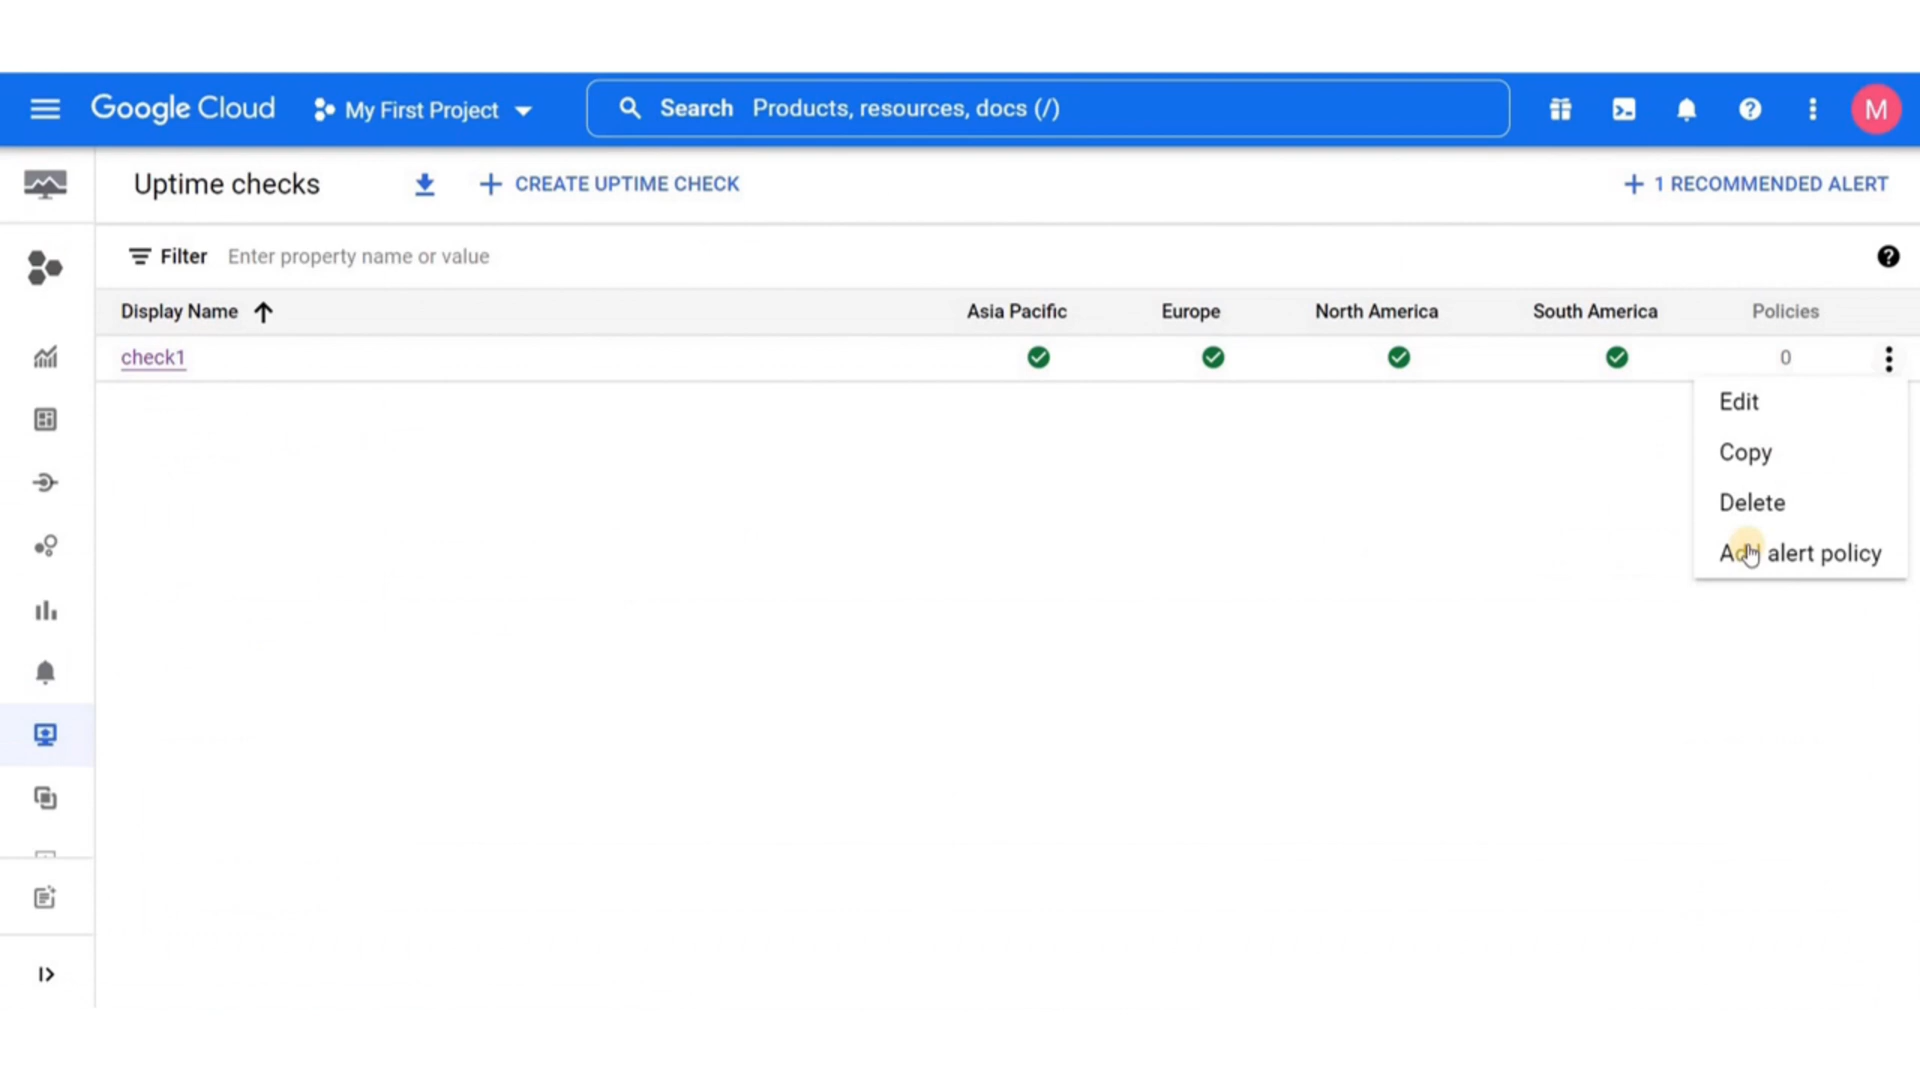 Google Cloud
My First Project
Search Products, resources, docs (/)
M
Uptime checks
CREATE UPTIME CHECK
1 RECOMMENDED ALERT
Filter Enter property name or value
Display Name Asia Pacific Europe North America South America Policies
check1 0
Edit
Copy
Delete
Add alert policy